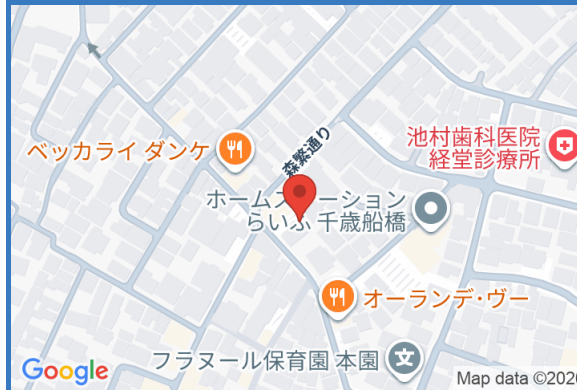 ベッカライ ダンケ
森繁通り
池村歯科医院
経堂診療所
ホームステーション
らいふ 千歳船橋
オーランデ・ヴー
フラヌール保育園 本園
文
Google
Map data ©202